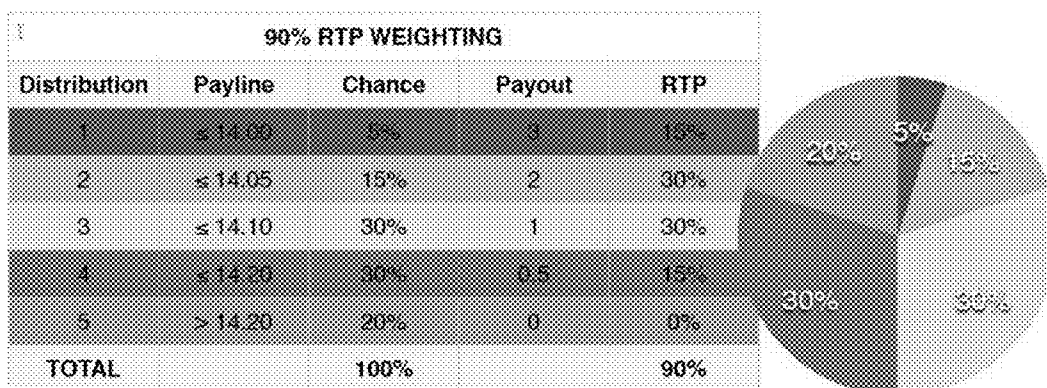 90% RTP WEIGHTING
Distribution Payline Chance Payout RTP
1 ≤ 14.00 5% 3 15%
2 ≤ 14.05 15% 2 30%
3 ≤ 14.10 30% 1 30%
4 ≤ 14.20 30% 0.5 15%
5 > 14.20 20% 0 0%
TOTAL 100% 90%
20% 5% 15%
30% 30%